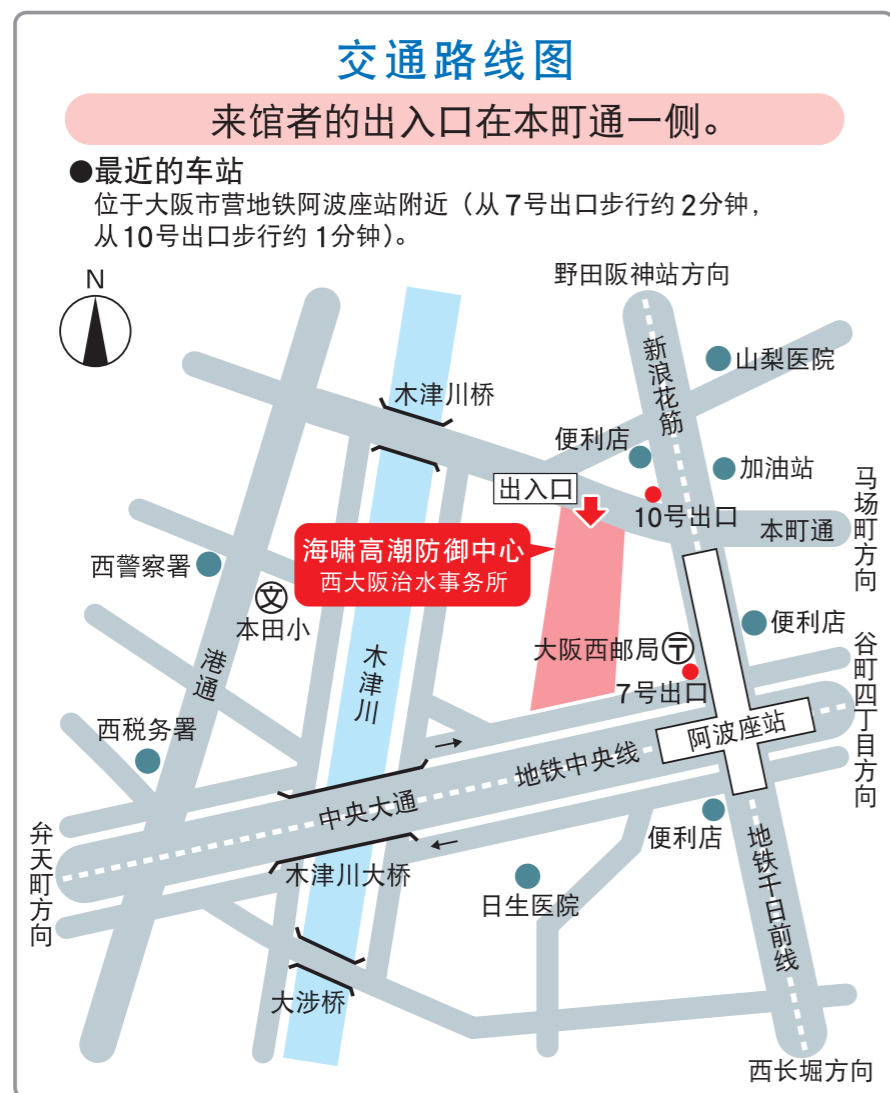 交通路线图
来馆者的出入口在本町通一侧。
●最近的车站
位于大阪市营地铁阿波座站附近（从7号出口步行约2分钟，
从10号出口步行约1分钟）。
N
野田阪神站方向
新浪花筋
山梨医院
木津川桥
便利店
加油站
出入口
10号出口
本町通
马场町方向
海啸高潮防御中心
西大阪治水事务所
西警察署
文
本田小
港通
木津川
大阪西邮局〒
7号出口
便利店
谷町四丁目方向
西税务署
→
阿波座站
地铁中央线
中央大通
←
便利店
弁天町方向
木津川大桥
日生医院
地铁千日前线
大涉桥
西长堀方向